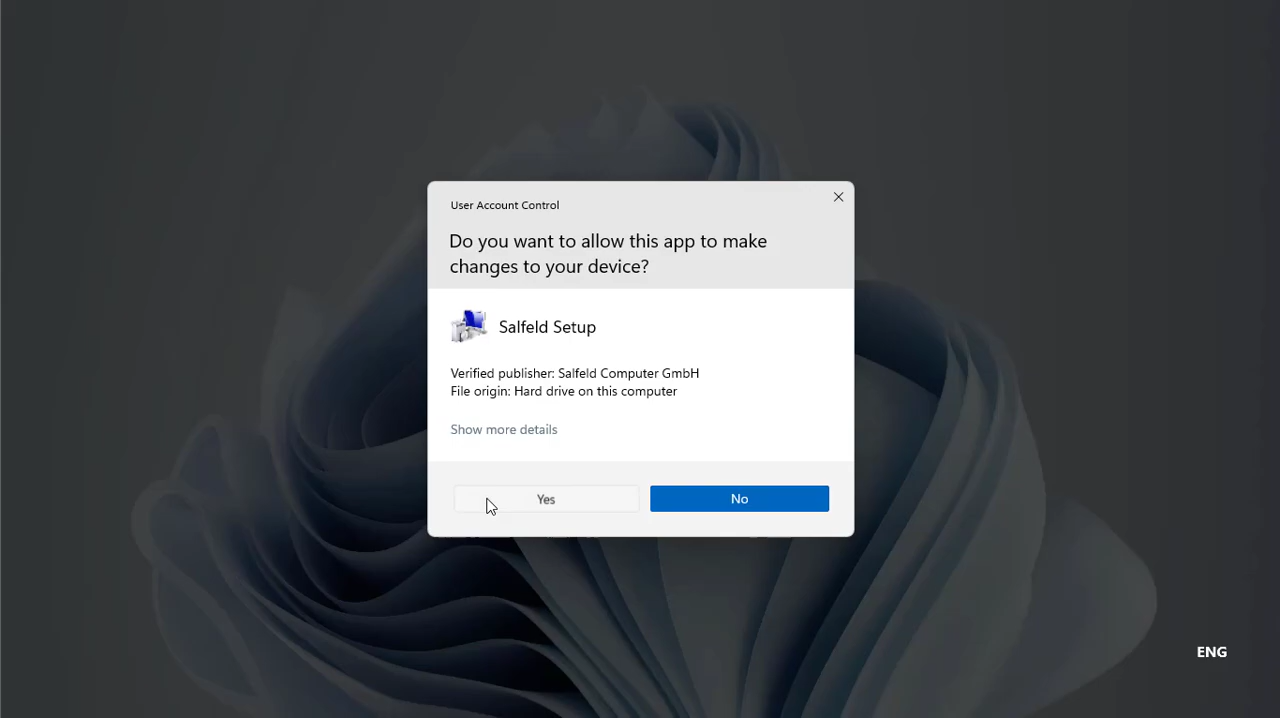 User Account Control
Do you want to allow this app to make
changes to your device?
Salfeld Setup
Verified publisher: Salfeld Computer GmbH
File origin: Hard drive on this computer
Show more details
Yes
No
ENG